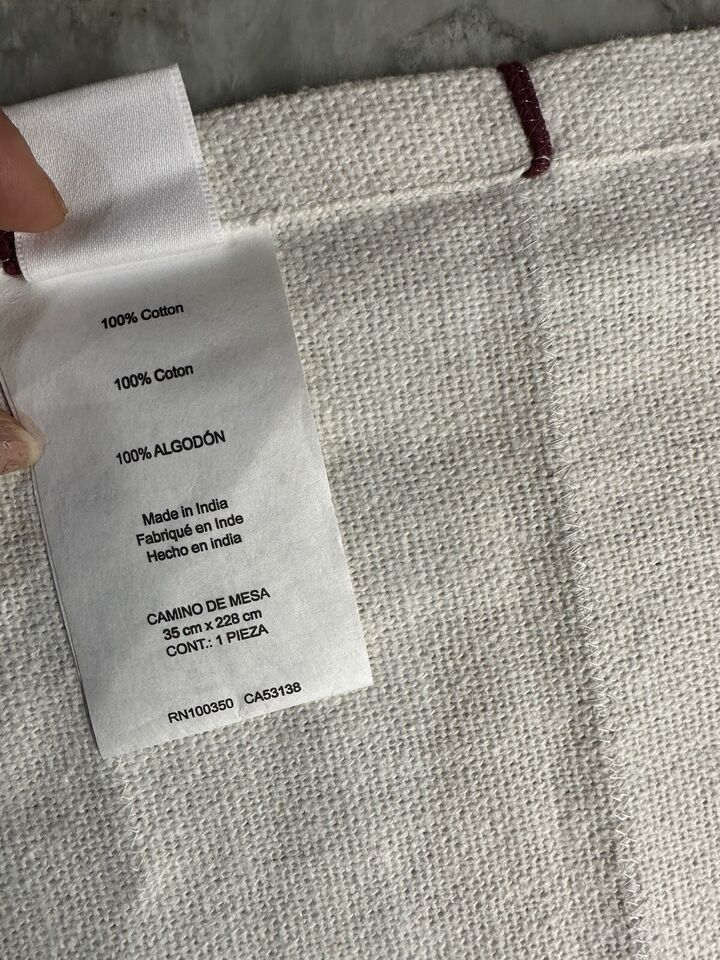 100% Cotton
100% Coton
100% ALGODÓN
Made in India
Fabriqué en Inde
Hecho en india
CAMINO DE MESA
35 cm x 228 cm
CONT.: 1 PIEZA
RN100350 CA53138